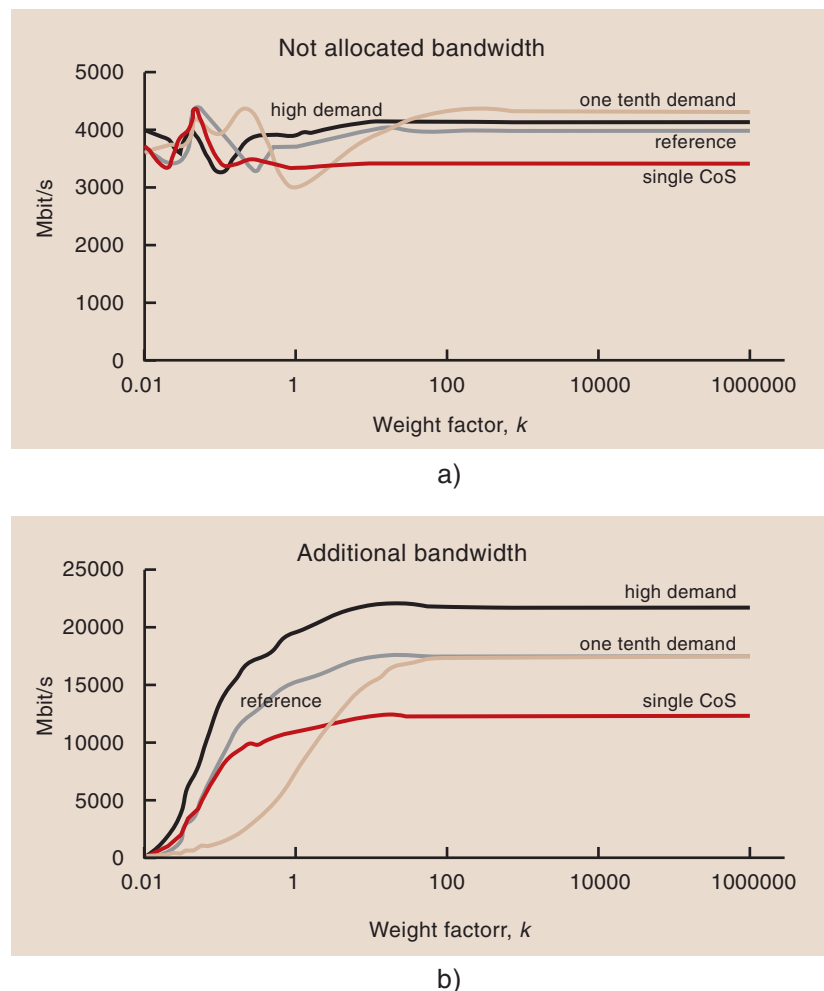 Not allocated bandwidth
5000
4000
3000
2000
1000
0
Mbit/s
high demand
one tenth demand
reference
single CoS
0.01
1
100
10000
1000000
Weight factor, k
a)
Additional bandwidth
25000
20000
15000
10000
5000
0
Mbit/s
high demand
one tenth demand
reference
single CoS
0.01
1
100
10000
1000000
Weight factorr, k
b)